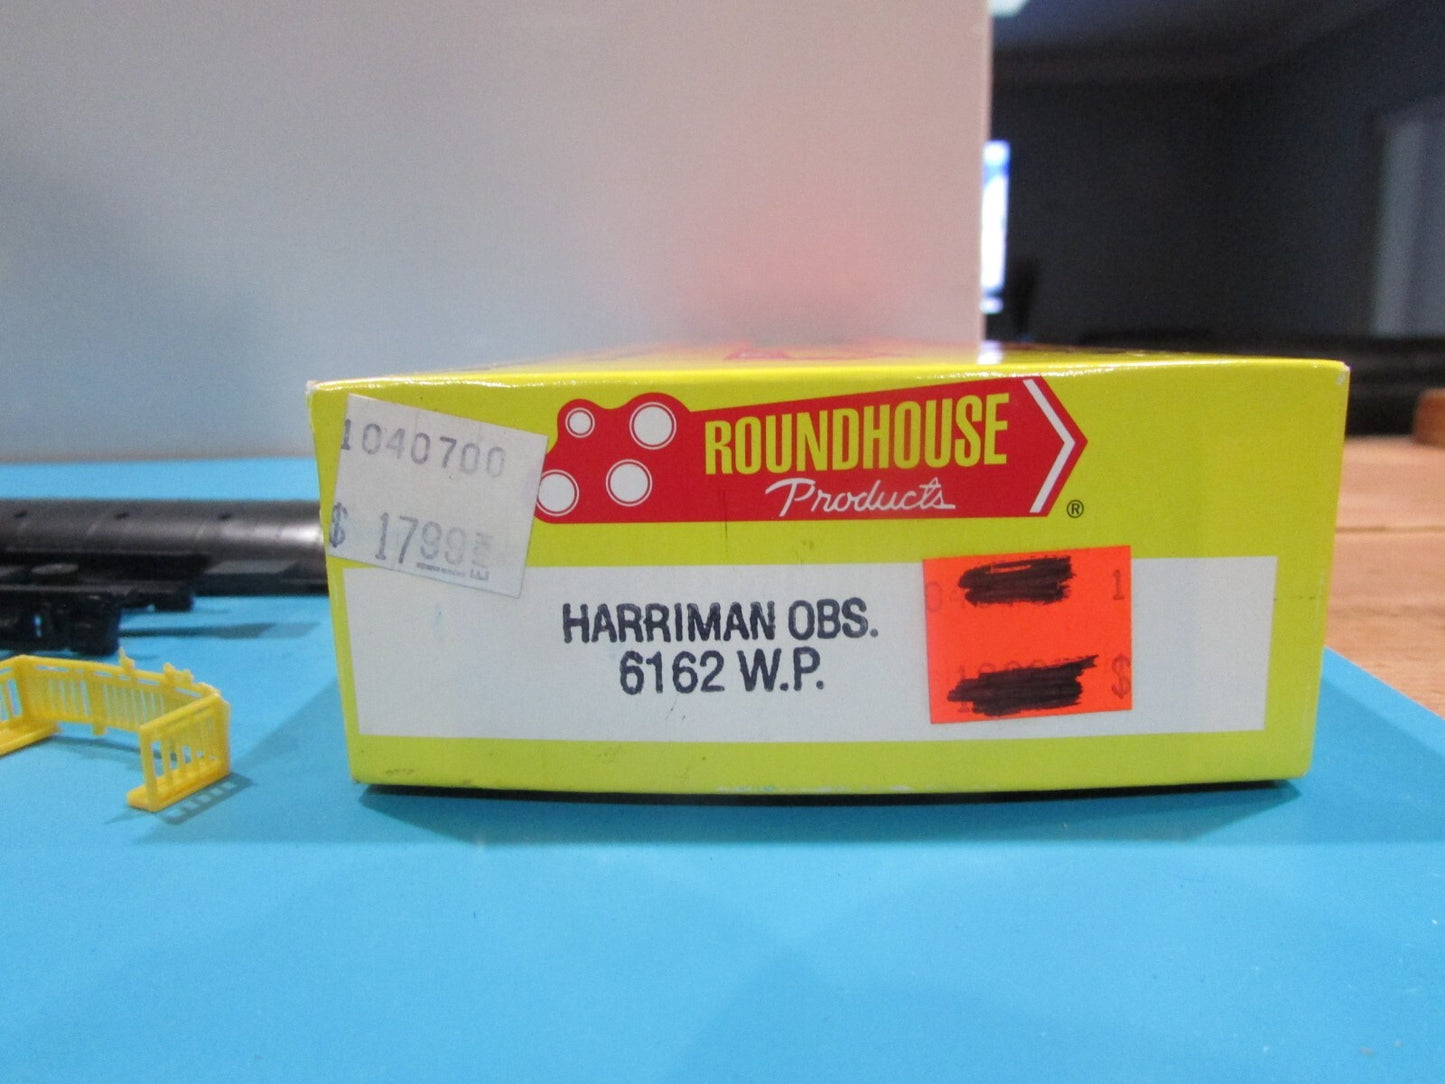 1040700
$ 1799
ROUNDHOUSE
Products
®
HARRIMAN OBS.
6162 W.P.
1
$